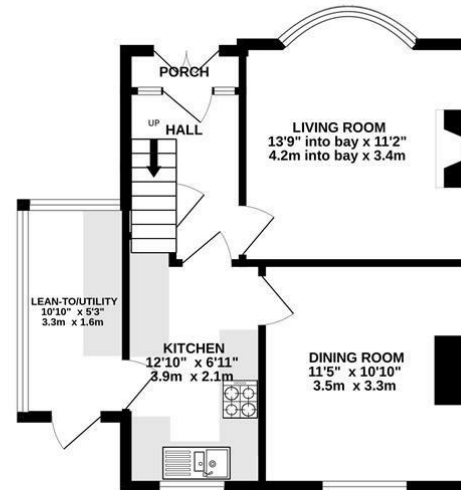 PORCH
UP
HALL
LIVING ROOM
13'9" into bay x 11'2"
4.2m into bay x 3.4m
LEAN-TO/UTILITY
10'10" x 5'3"
3.3m x 1.6m
KITCHEN
12'10" x 6'11"
3.9m x 2.1m
DINING ROOM
11'5" x 10'10"
3.5m x 3.3m